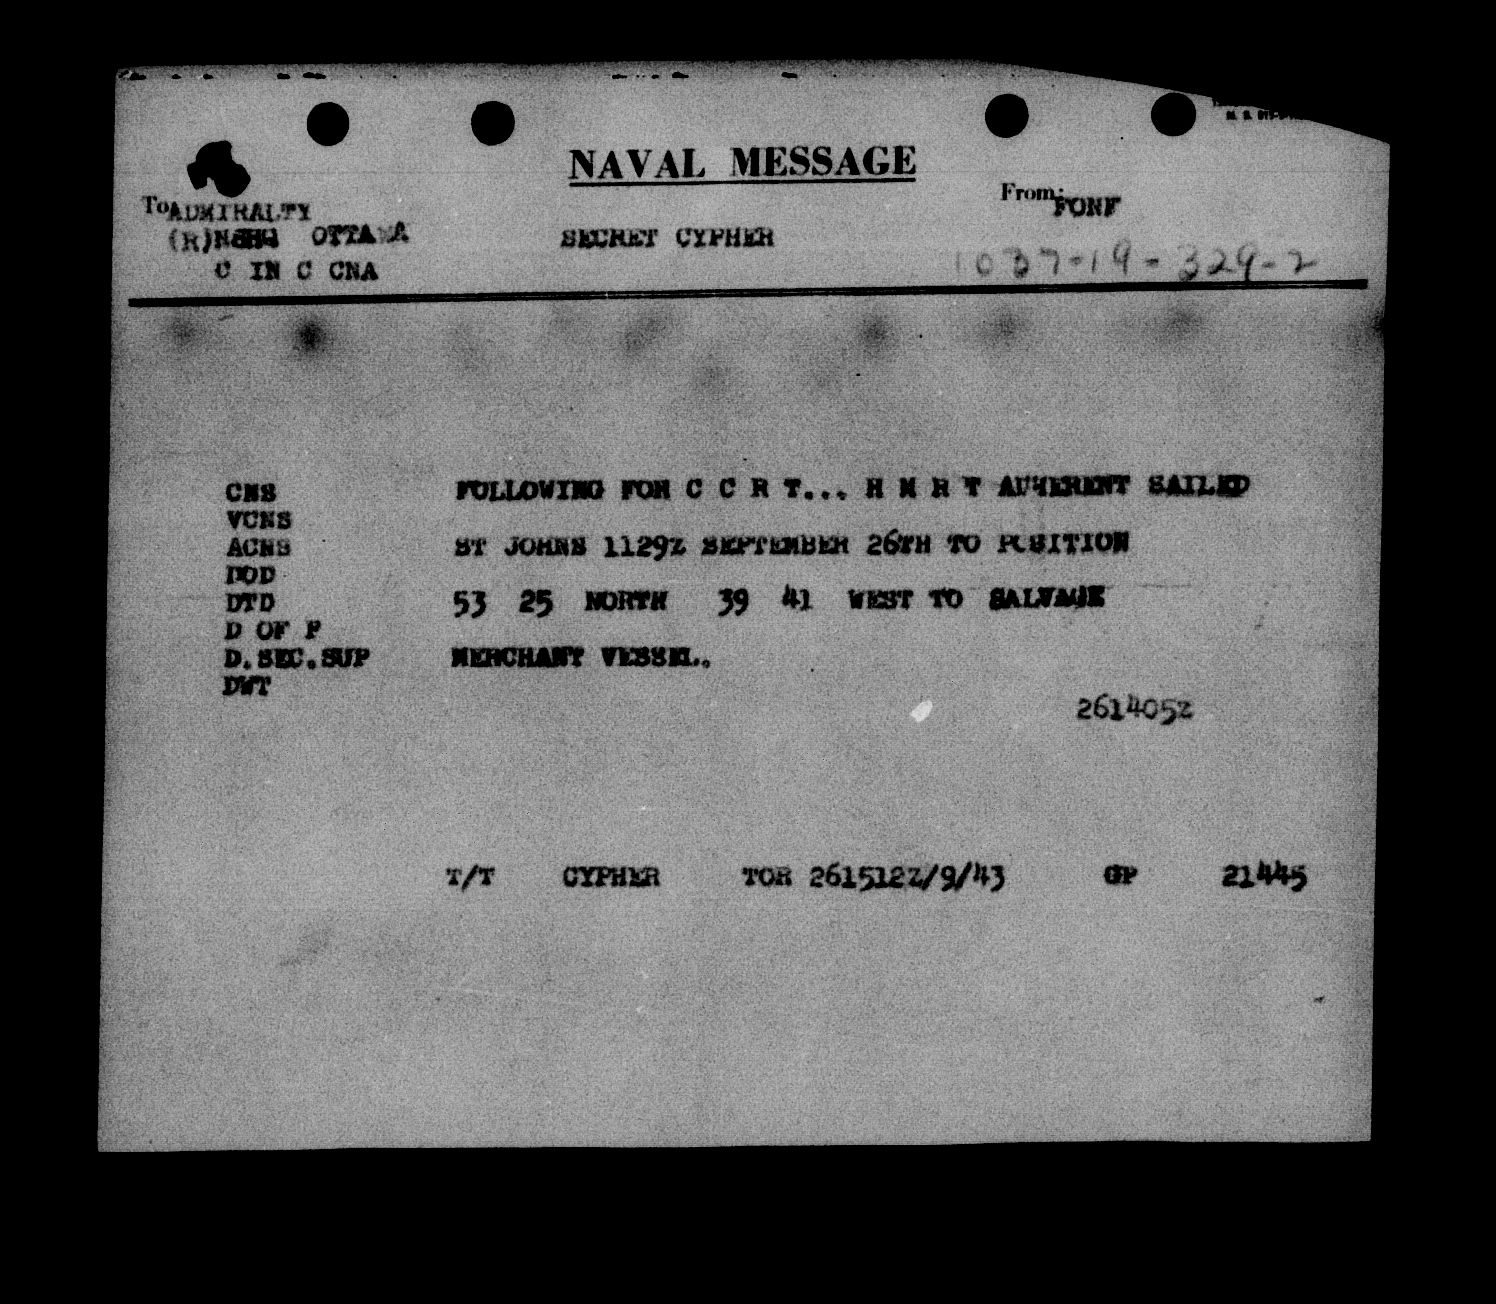 NAVAL MESSAGE
To ADMIRALTY
From: FONF
(R)NSHQ OTTAWA
SECRET CYPHER
C IN C CNA
1037-19-329-2
CNS
FOLLOWING FOR C C R T... H M R T ADHERENT SAILED
VCNS
ACNS
ST JOHNS 1129Z SEPTEMBER 26TH TO POSITION
DOD
DTD
53 25 NORTH 39 41 WEST TO SALVAGE
D OF P
D.SEC.SUP
MERCHANT VESSEL.
DWT
261405Z
T/T CYPHER TOR 261512Z/9/43 GP 21445